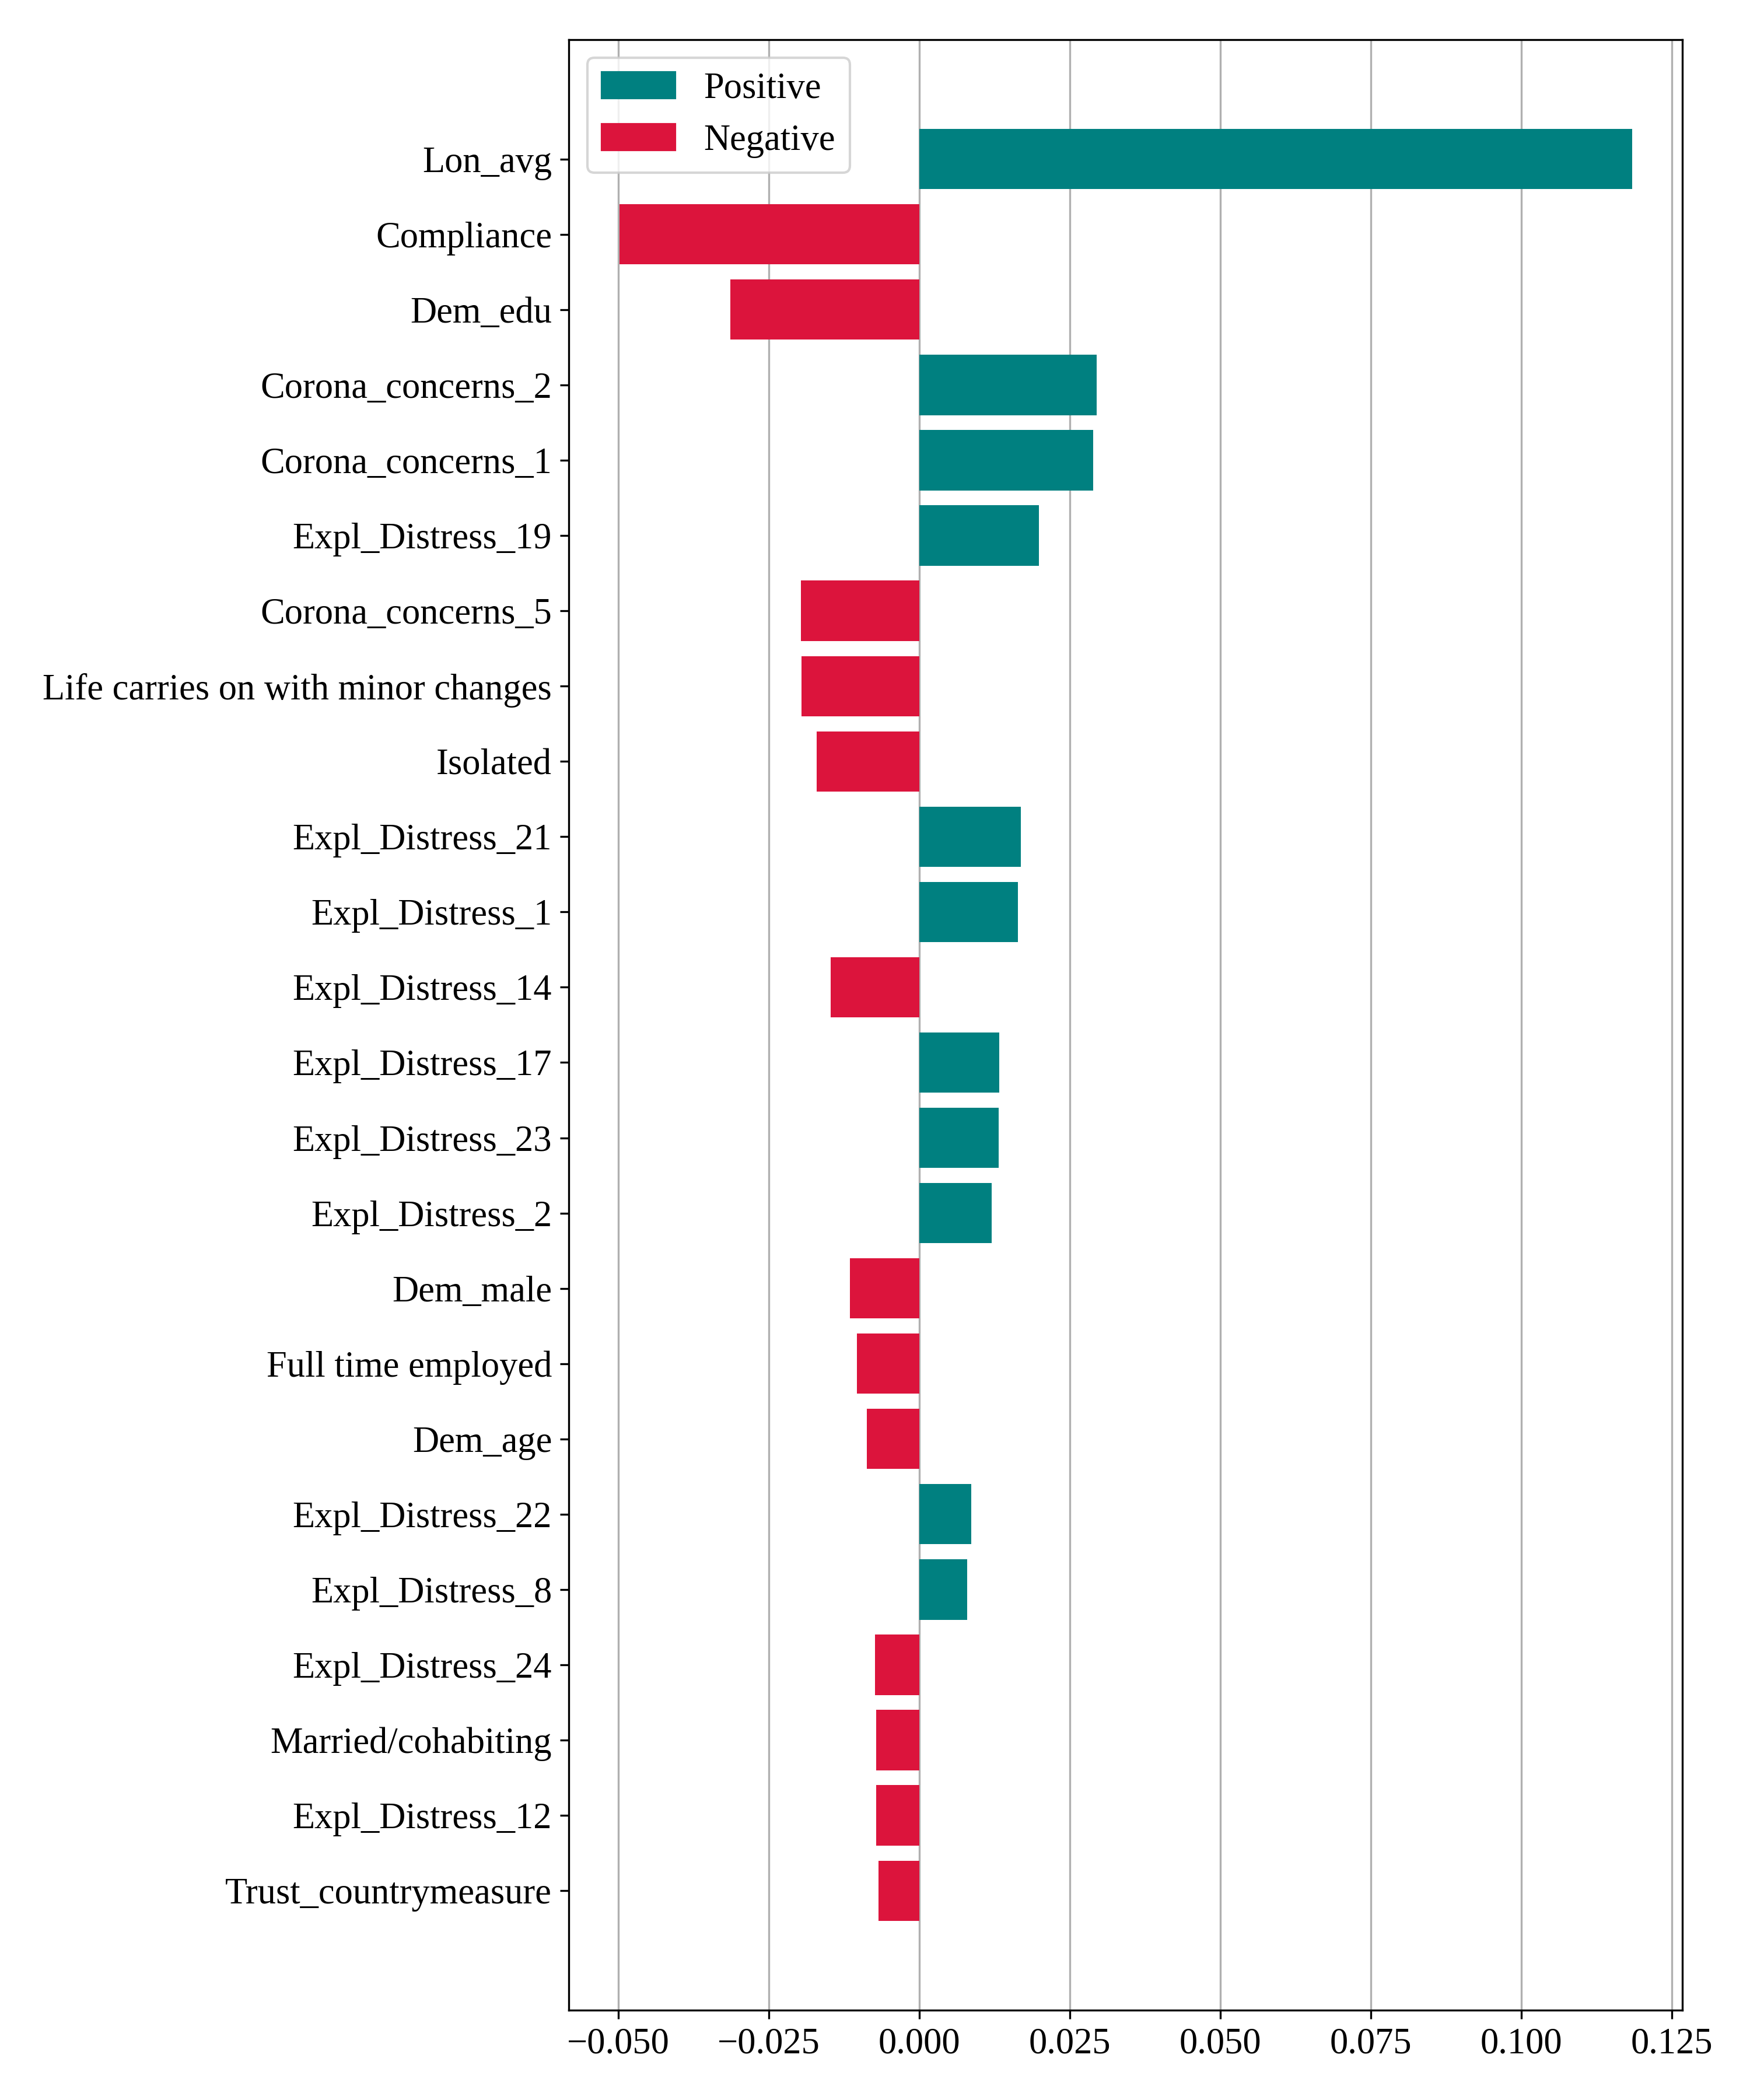 Positive
Negative
Lon_avg
Compliance
Dem_edu
Corona_concerns_2
Corona_concerns_1
Expl_Distress_19
Corona_concerns_5
Life carries on with minor changes
Isolated
Expl_Distress_21
Expl_Distress_1
Expl_Distress_14
Expl_Distress_17
Expl_Distress_23
Expl_Distress_2
Dem_male
Full time employed
Dem_age
Expl_Distress_22
Expl_Distress_8
Expl_Distress_24
Married/cohabiting
Expl_Distress_12
Trust_countrymeasure
−0.050 −0.025 0.000 0.025 0.050 0.075 0.100 0.125